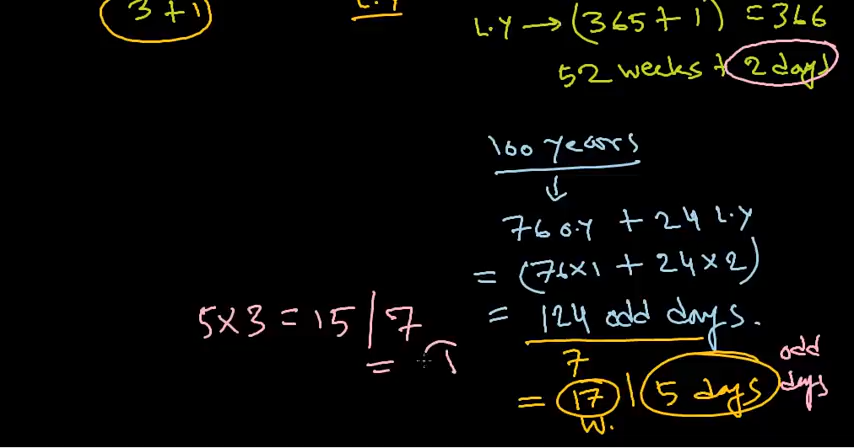 3+1
L.Y
L.Y → (365+1) = 366
52 weeks + 2 days
100 years
↓
76 O.Y + 24 L.Y
= (76×1 + 24×2)
= 124 odd days.
7
= 17 | 5 days
W.
odd
days
5×3 = 15 | 7
= 1